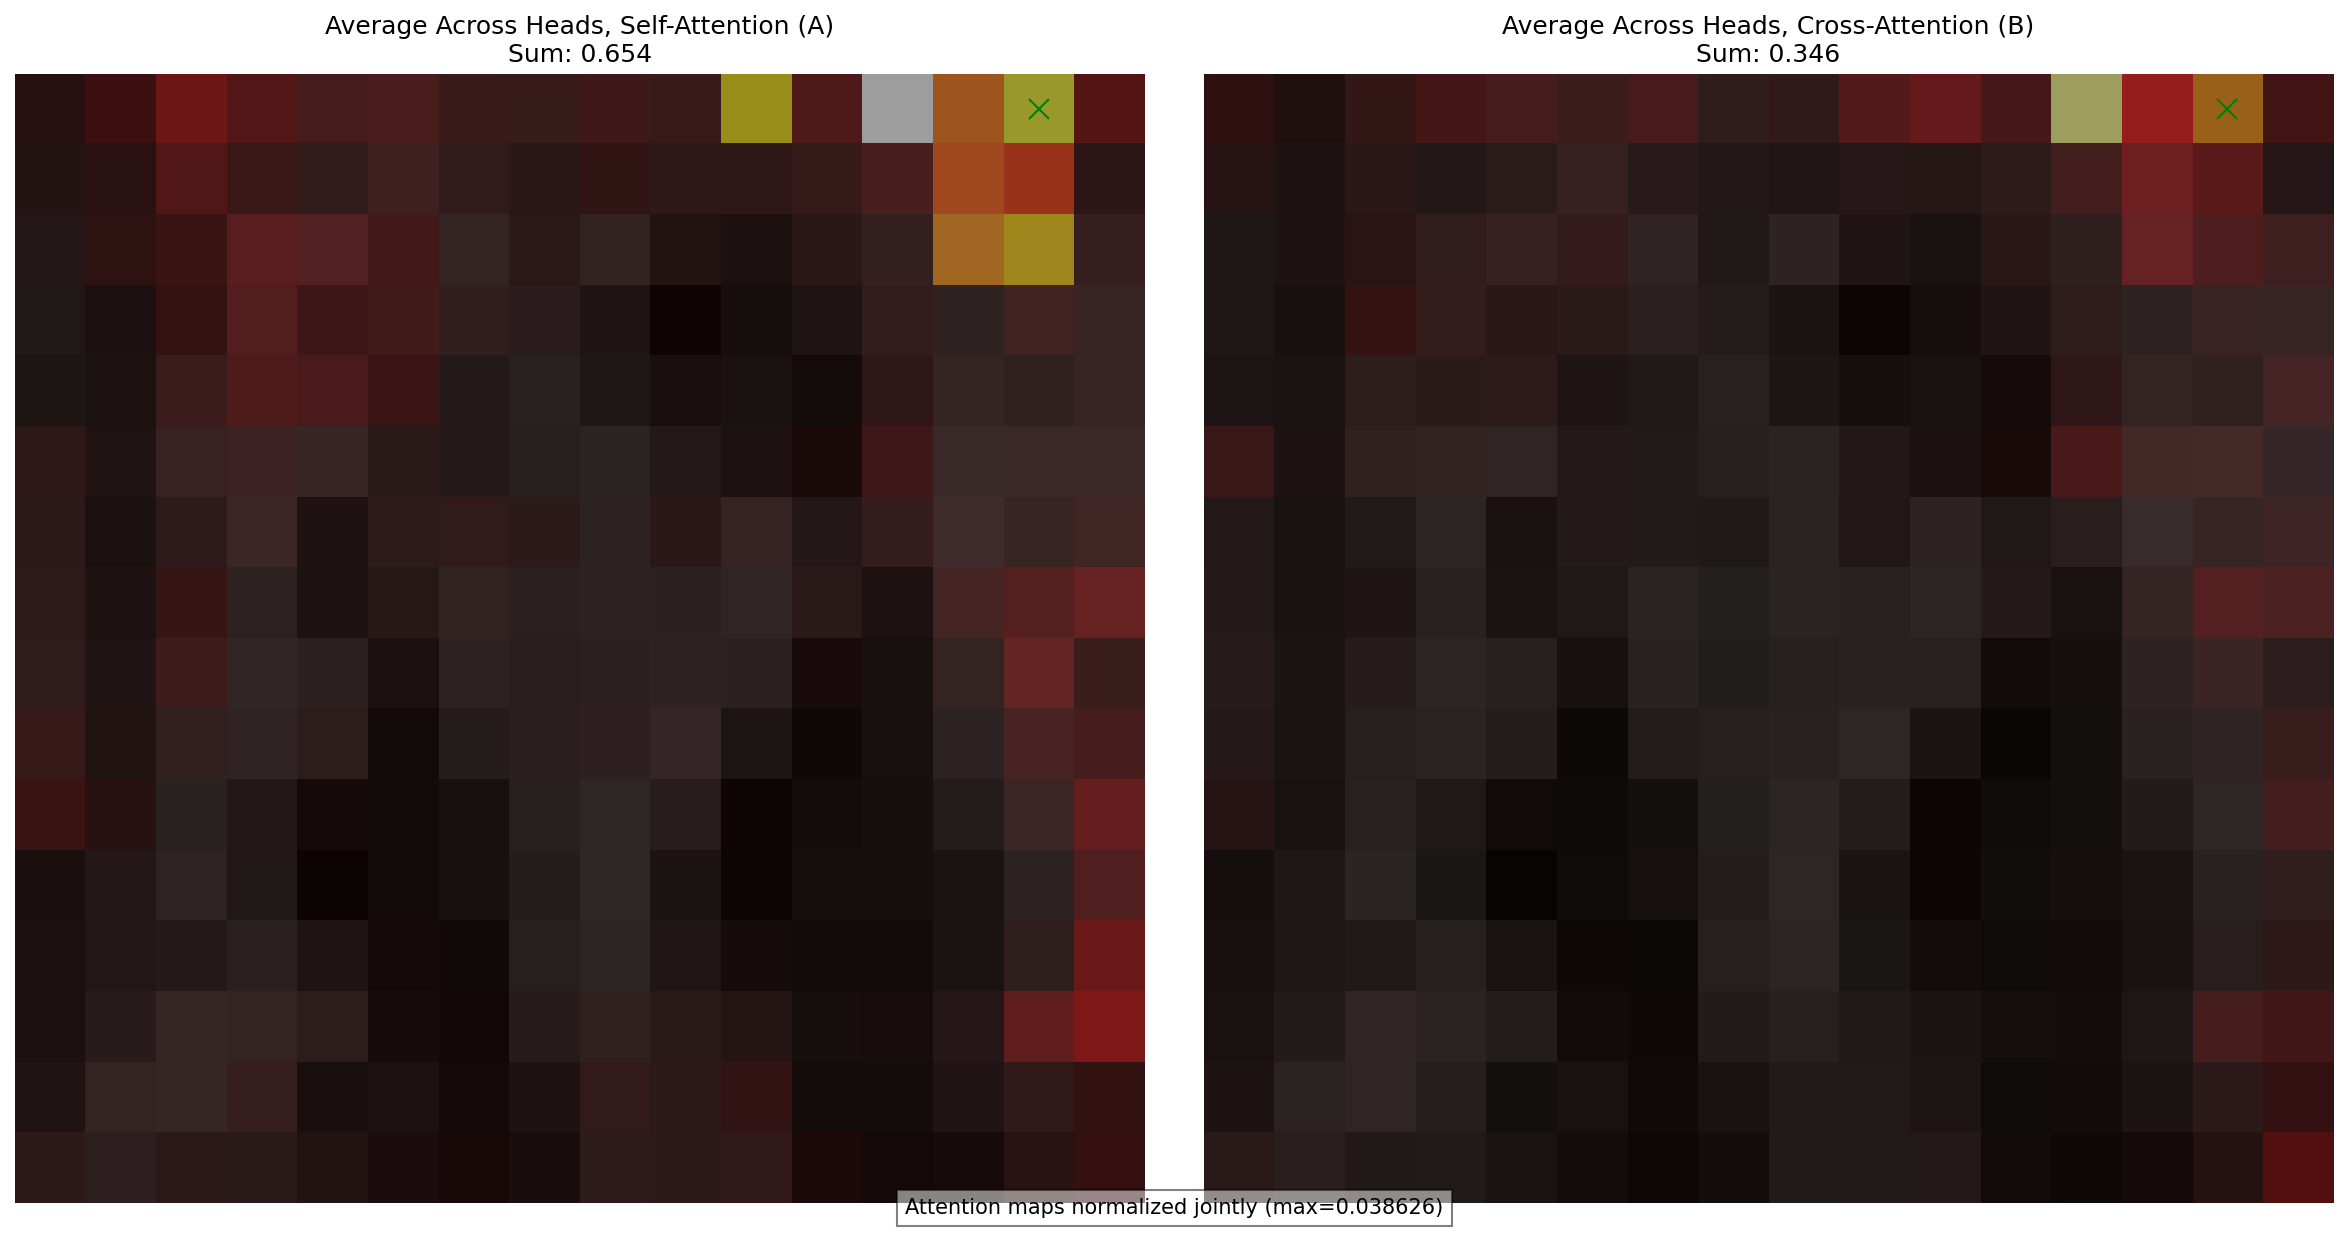 Average Across Heads, Self-Attention (A)
Sum: 0.654
Average Across Heads, Cross-Attention (B)
Sum: 0.346
Attention maps normalized jointly (max=0.038626)